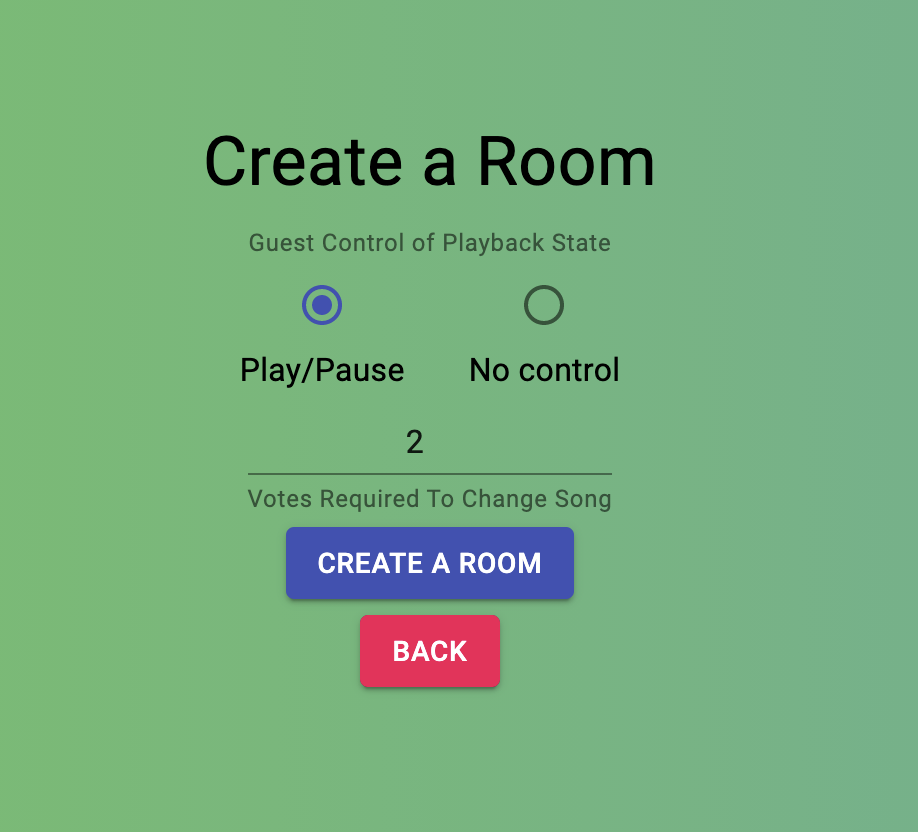 Create a Room
Guest Control of Playback State
Play/Pause No control
2
Votes Required To Change Song
CREATE A ROOM
BACK